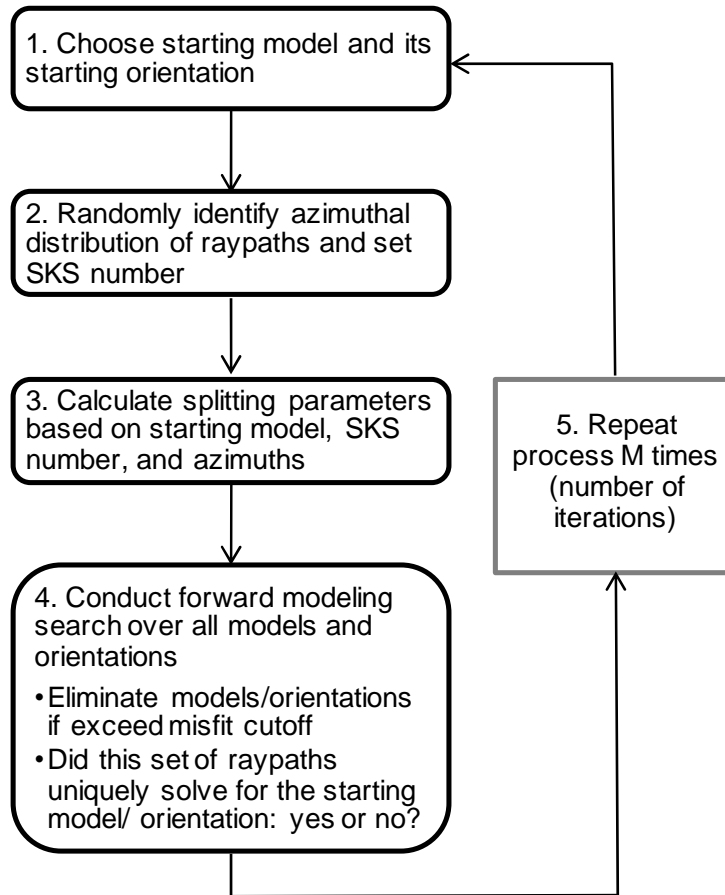 1. Choose starting model and its
starting orientation
2. Randomly identify azimuthal
distribution of raypaths and set
SKS number
3. Calculate splitting parameters
based on starting model, SKS
number, and azimuths
4. Conduct forward modeling
search over all models and
orientations
•Eliminate models/orientations
if exceed misfit cutoff
•Did this set of raypaths
uniquely solve for the starting
model/ orientation: yes or no?
5. Repeat
process M times
(number of
iterations)